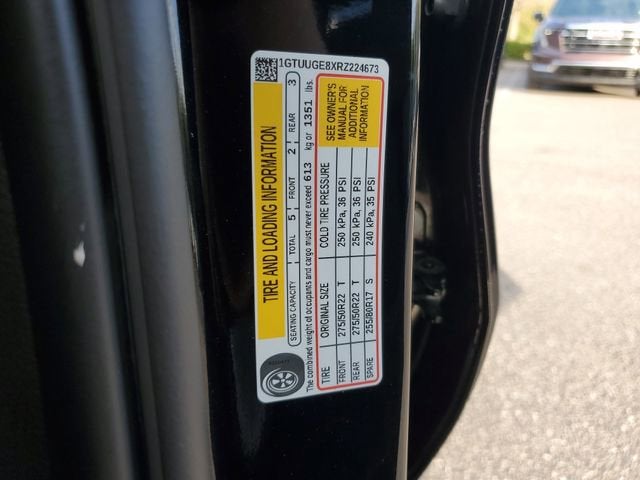 1GTUUGE8XRZ224673
TIRE AND LOADING INFORMATION
SEATING CAPACITY TOTAL 5 FRONT 2 REAR 3
The combined weight of occupants and cargo must never exceed 613 kg or 1351 lbs.
TIRE ORIGINAL SIZE COLD TIRE PRESSURE
FRONT 275/50R22 T 250 kPa, 36 PSI
REAR 275/50R22 T 250 kPa, 36 PSI
SPARE 255/80R17 S 240 kPa, 35 PSI
SEE OWNER'S
MANUAL FOR
ADDITIONAL
INFORMATION